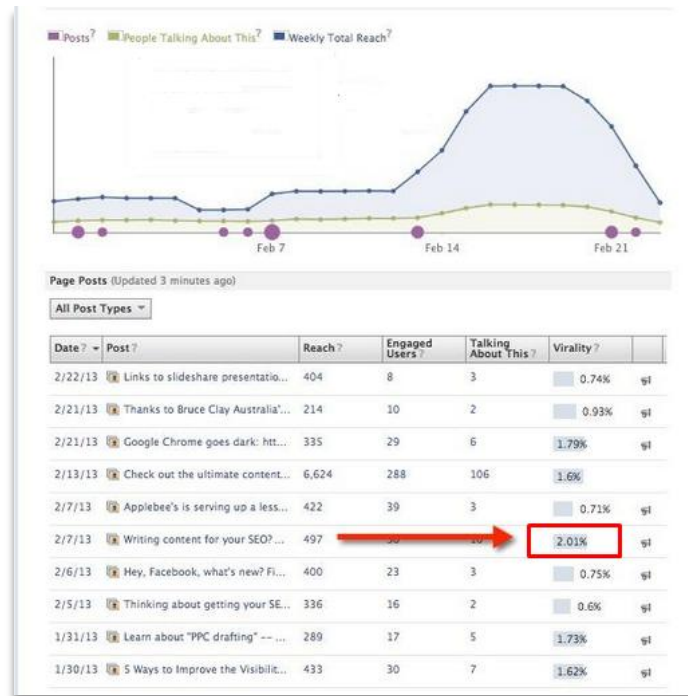 Posts? People Talking About This? Weekly Total Reach?
Feb 7 Feb 14 Feb 21
Page Posts (Updated 3 minutes ago)
All Post Types
Date? Post? Reach? Engaged Users? Talking About This? Virality?
2/22/13 Links to slideshare presentatio... 404 8 3 0.74%
2/21/13 Thanks to Bruce Clay Australia'... 214 10 2 0.93%
2/21/13 Google Chrome goes dark: htt... 335 29 6 1.79%
2/13/13 Check out the ultimate content... 6,624 288 106 1.6%
2/7/13 Applebee's is serving up a less... 422 39 3 0.71%
2/7/13 Writing content for your SEO?... 497 2.01%
2/6/13 Hey, Facebook, what's new? Fi... 400 23 3 0.75%
2/5/13 Thinking about getting your SE... 336 16 2 0.6%
1/31/13 Learn about "PPC drafting" -- ... 289 17 5 1.73%
1/30/13 5 Ways to Improve the Visibilit... 433 30 7 1.62%